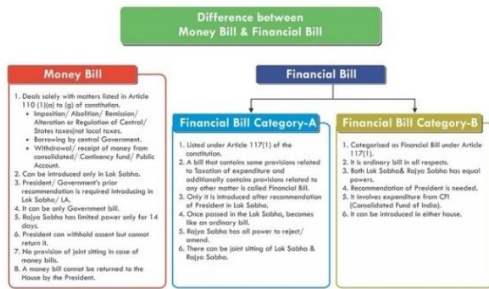 Difference between
Money Bill & Financial Bill
Money Bill
1. Deals solely with matters listed in Article
110 (1)(a) to (g) of constitution.
• Imposition/ Abolition/ Remission/
Alteration or Regulation of Central/
States taxes(not local taxes.
• Borrowing by central Government.
• Withdrawal/ receipt of money from
consolidated/ Continency fund/ Public
Account.
2. Can be introduced only in Lok Sabha.
3. President/ Government's prior
recommendation is required introducing in
Lok Sabha/ LA.
4. It can be only Government bill.
5. Rajya Sabha has limited power only for 14
days.
6. President can withhold assent but cannot
return it.
7. No provision of joint sitting in case of
money bills.
8. A money bill cannot be returned to the
House by the President.
Financial Bill
Financial Bill Category-A
1. Listed under Article 117(1) of the
constitution.
2. A bill that contains some provisions related
to Taxation of expenditure and
additionally contains provisions related to
any other matter is called Financial Bill.
3. Only it is introduced after recommendation
of President in Lok Sabha.
4. Once passed in the Lok Sabha, becomes
like an ordinary bill.
5. Rajya Sabha has all power to reject/
amend.
6. There can be joint sitting of Lok Sabha &
Rajya Sabha.
Financial Bill Category-B
1. Categorised as Financial Bill under Article
117(1).
2. It is ordinary bill in all respects.
3. Both Lok Sabha& Rajya Sabha has equal
powers.
4. Recommendation of President is needed.
5. It involves expenditure from CFI
(Consolidated Fund of India).
6. It can be introduced in either house.